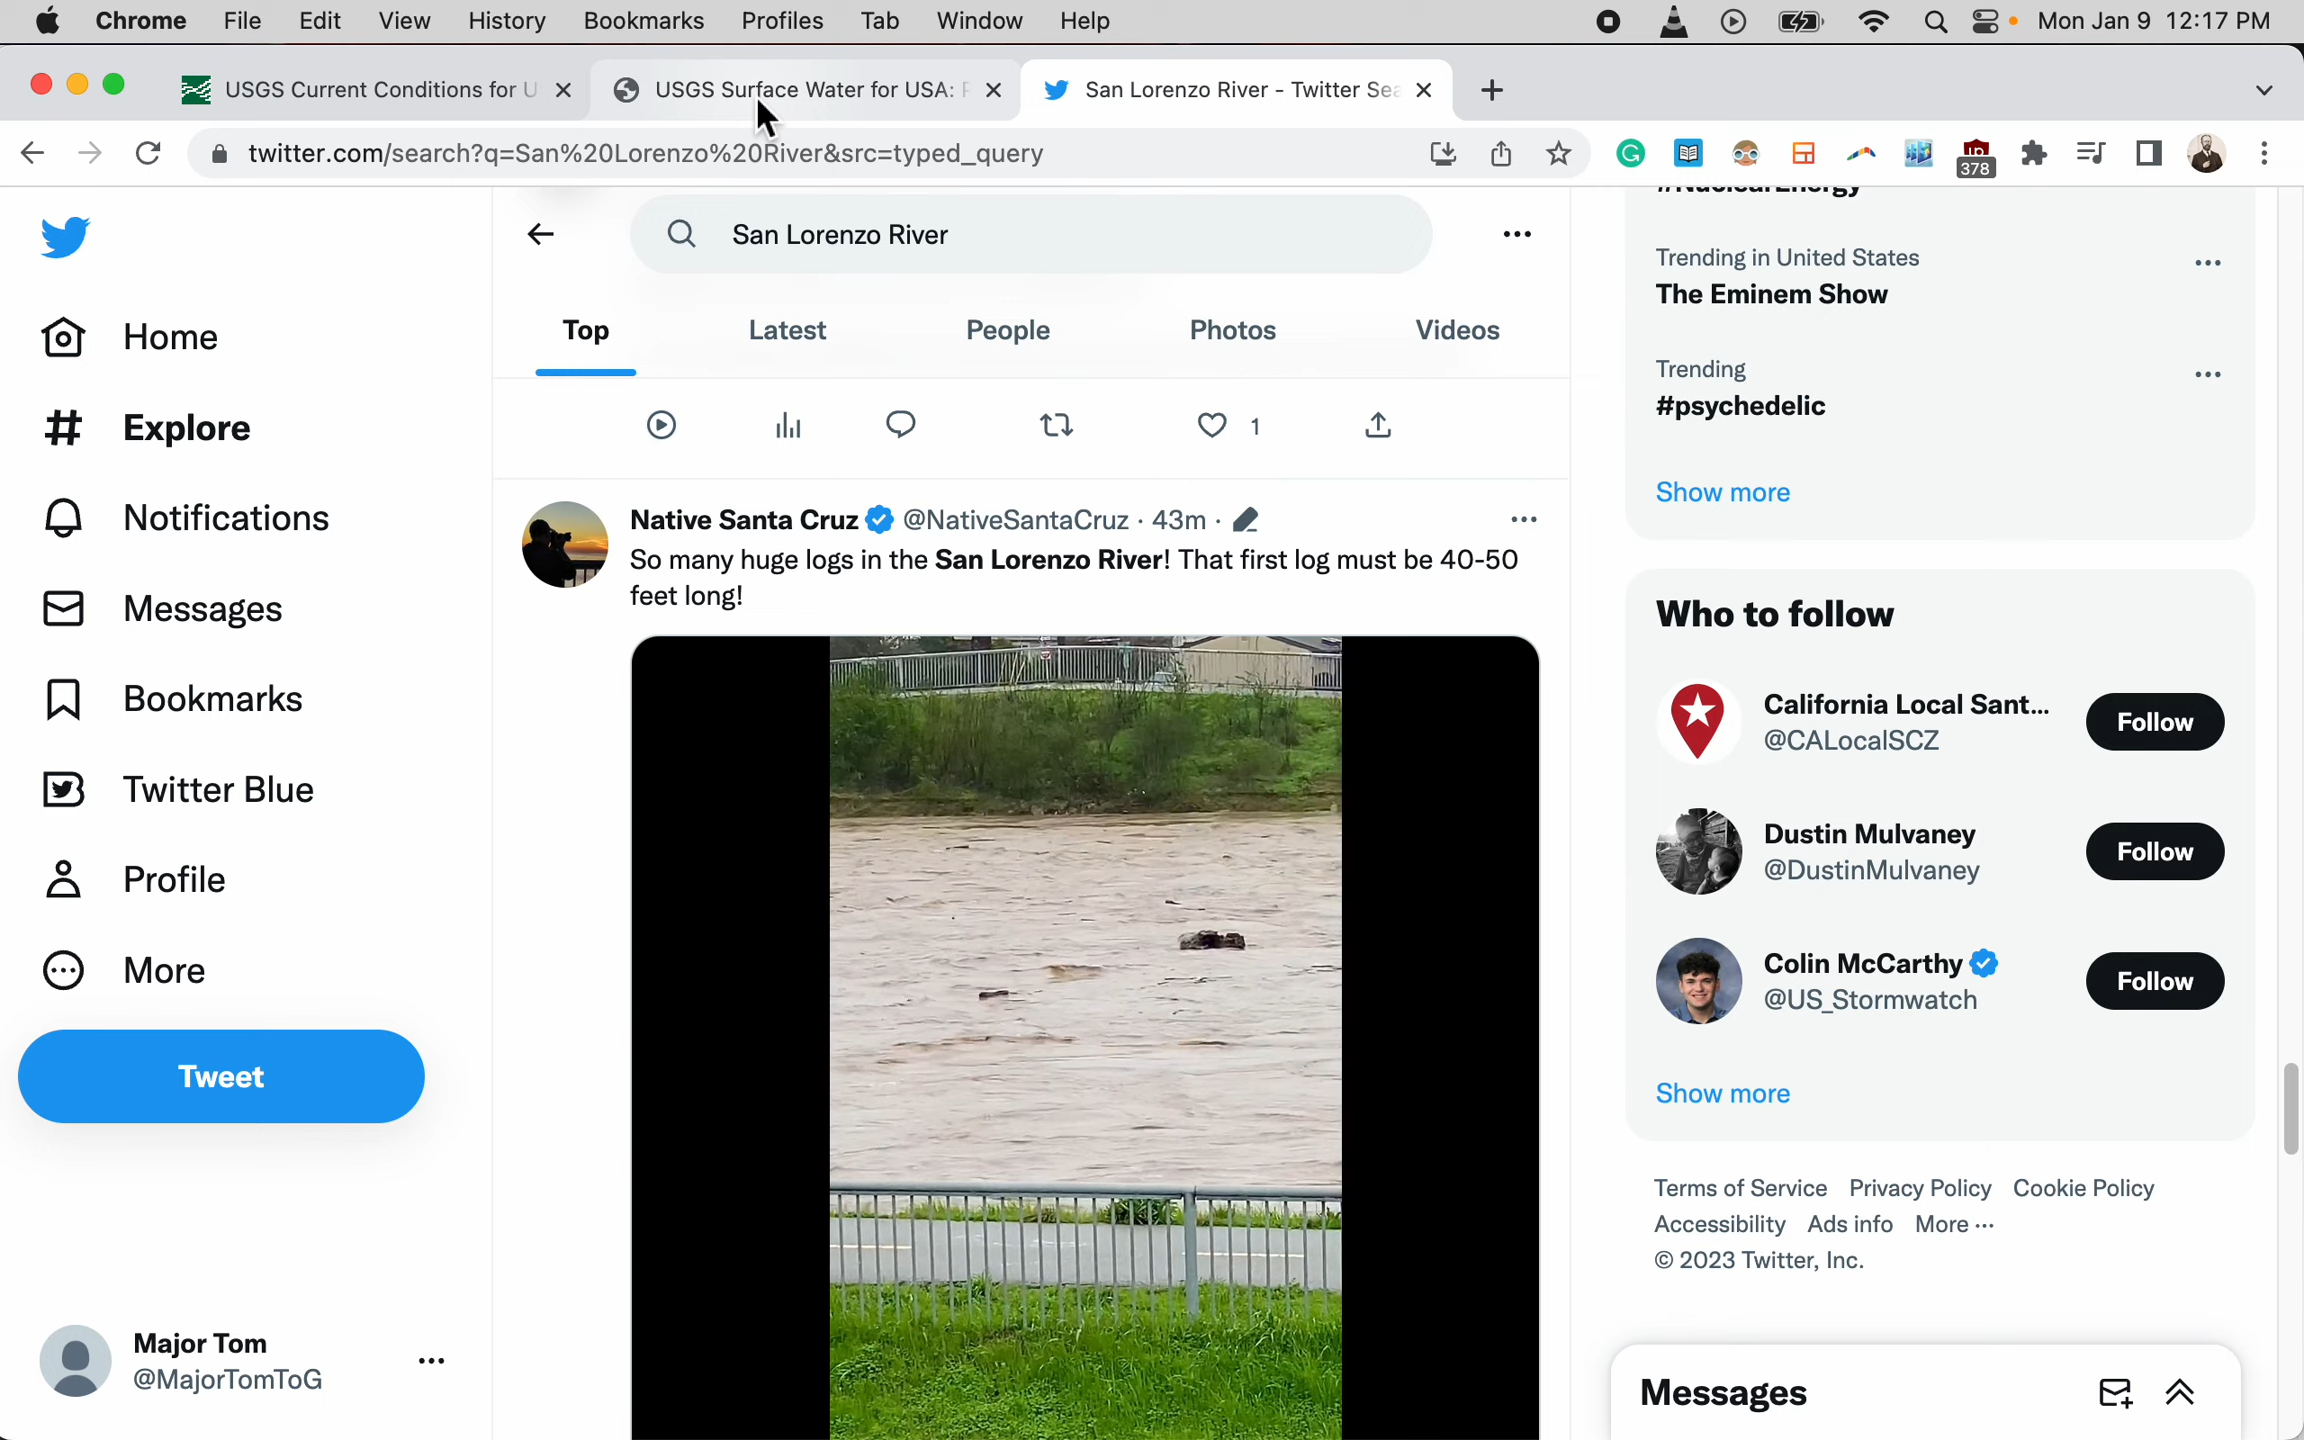 Chrome File Edit View History Bookmarks Profiles Tab Window Help Mon Jan 9 12:17 PM
USGS Current Conditions for U USGS Surface Water for USA: San Lorenzo River - Twitter Sea
twitter.com/search?q=San%20Lorenzo%20River&src=typed_query 378
San Lorenzo River
Top Latest People Photos Videos
1
Native Santa Cruz @NativeSantaCruz · 43m ·
So many huge logs in the San Lorenzo River! That first log must be 40-50
feet long!
Home
Explore
Notifications
Messages
Bookmarks
Twitter Blue
Profile
More
Tweet
Major Tom
@MajorTomToG
#NuclearEnergy
Trending in United States
The Eminem Show
Trending
#psychedelic
Show more
Who to follow
California Local Sant...
@CALocalSCZ
Follow
Dustin Mulvaney
@DustinMulvaney
Follow
Colin McCarthy
@US_Stormwatch
Follow
Show more
Terms of Service Privacy Policy Cookie Policy
Accessibility Ads info More ...
© 2023 Twitter, Inc.
Messages